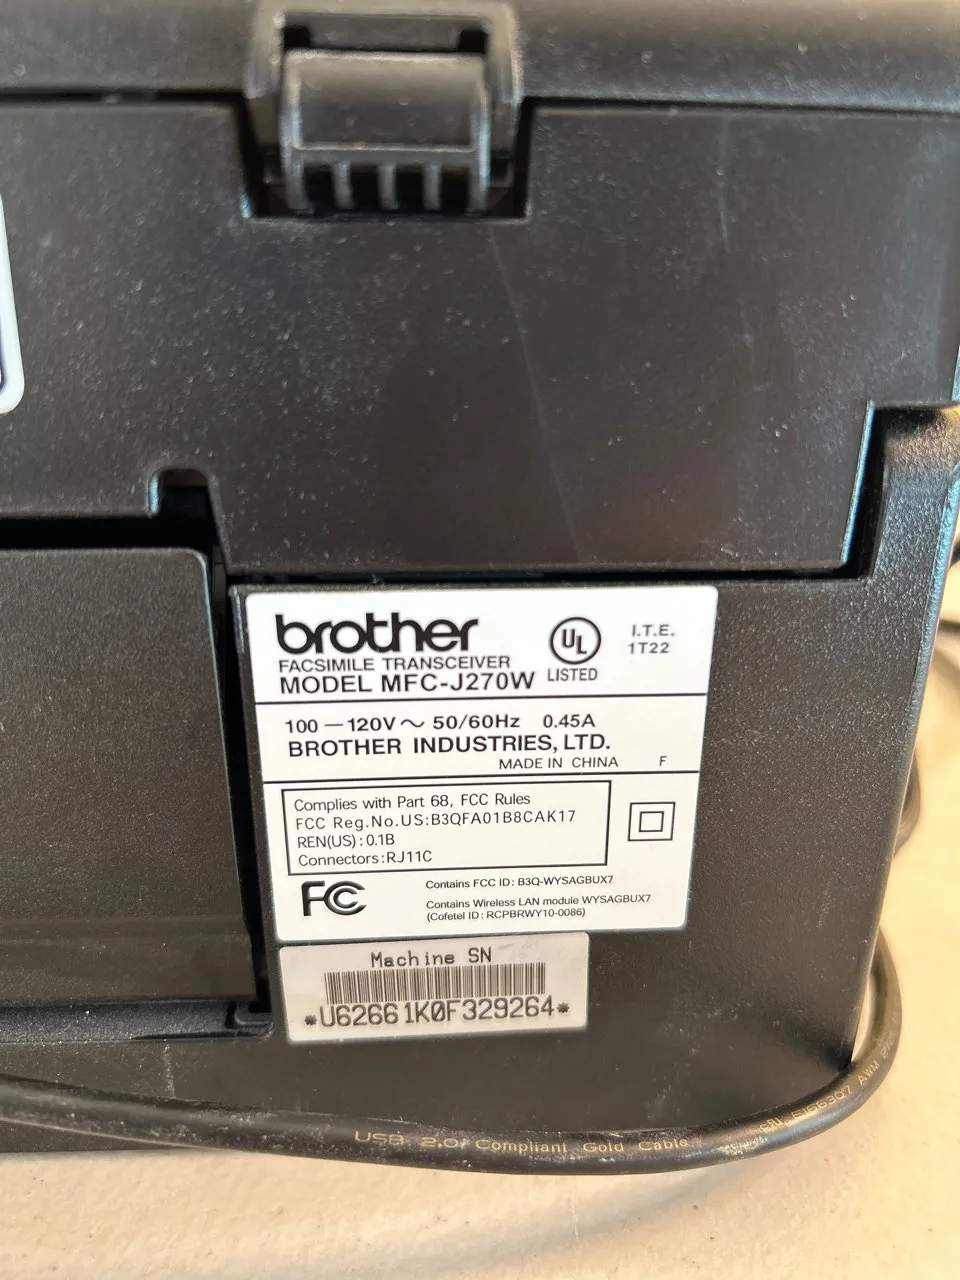 brother
FACSIMILE TRANSCEIVER
MODEL MFC-J270W
UL
LISTED
I.T.E.
1T22
100—120V～ 50/60Hz 0.45A
BROTHER INDUSTRIES, LTD.
MADE IN CHINA F
Complies with Part 68, FCC Rules
FCC Reg.No.US:B3QFA01B8CAK17
REN(US) : 0.1B
Connectors : RJ11C
FC
Contains FCC ID : B3Q-WYSAGBUX7
Contains Wireless LAN module WYSAGBUX7
(Cofetel ID : RCPBRWY10-0086)
Machine SN
*U62661K0F329264*
USB 2.0/ Compliant Gold Cable
AWM